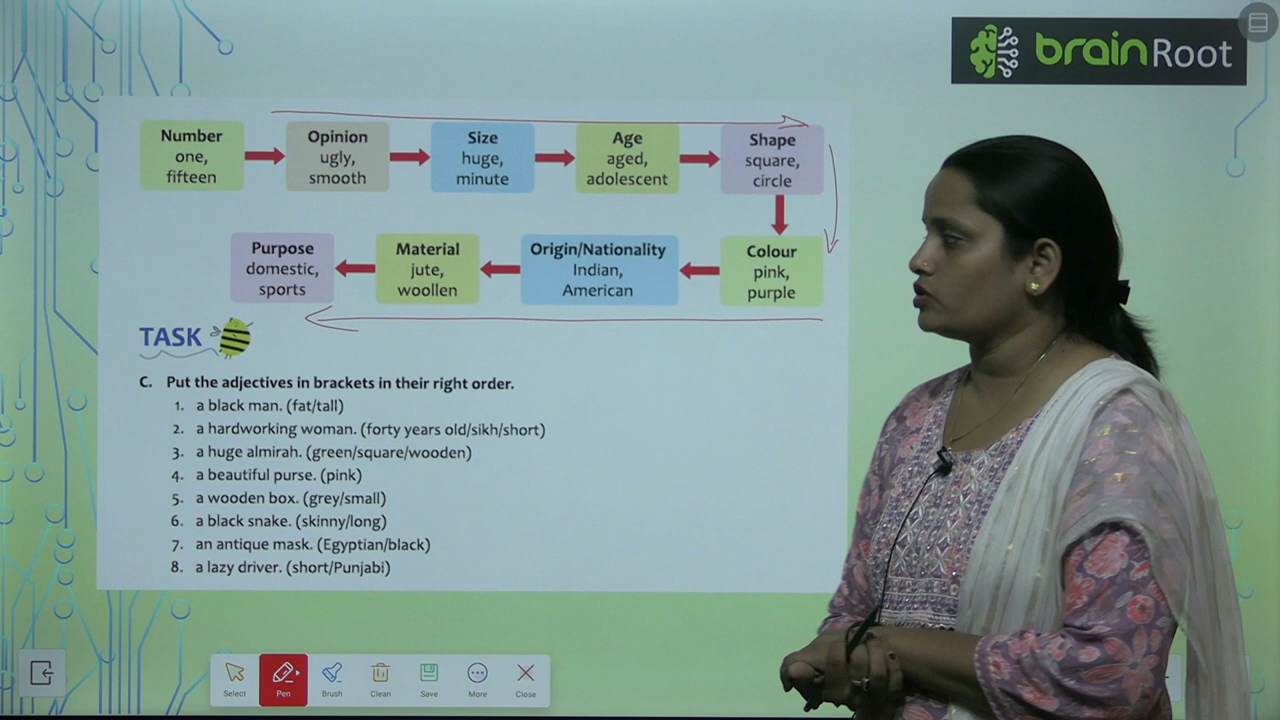 brainRoot
Number
one,
fifteen
Opinion
ugly,
smooth
Size
huge,
minute
Age
aged,
adolescent
Shape
square,
circle
Colour
pink,
purple
Origin/Nationality
Indian,
American
Material
jute,
woollen
Purpose
domestic,
sports
TASK
C. Put the adjectives in brackets in their right order.
1. a black man. (fat/tall)
2. a hardworking woman. (forty years old/sikh/short)
3. a huge almirah. (green/square/wooden)
4. a beautiful purse. (pink)
5. a wooden box. (grey/small)
6. a black snake. (skinny/long)
7. an antique mask. (Egyptian/black)
8. a lazy driver. (short/Punjabi)
Select
Pen
Brush
Clean
Save
More
Close